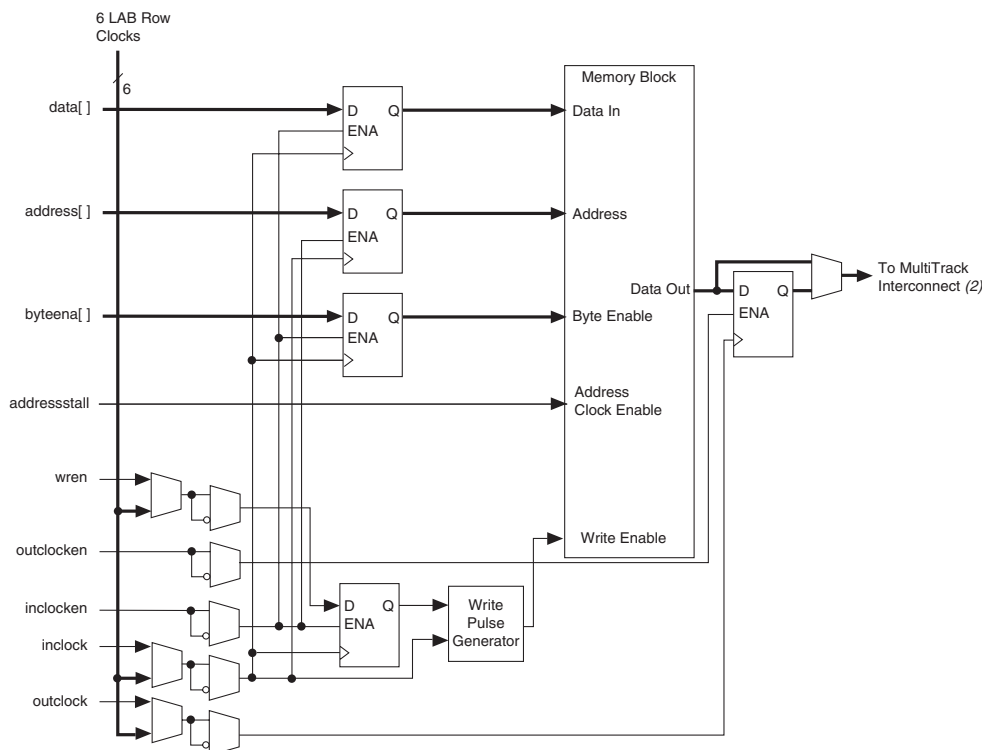 6 LAB Row
Clocks
6
Memory Block
data[ ]
D Q
ENA
Data In
address[ ]
D Q
ENA
Address
To MultiTrack
Interconnect (2)
Data Out
D Q
ENA
byteena[ ]
D Q
ENA
Byte Enable
addressstall
Address
Clock Enable
wren
Write Enable
outclocken
inclocken
D Q
ENA
Write
Pulse
Generator
inclock
outclock